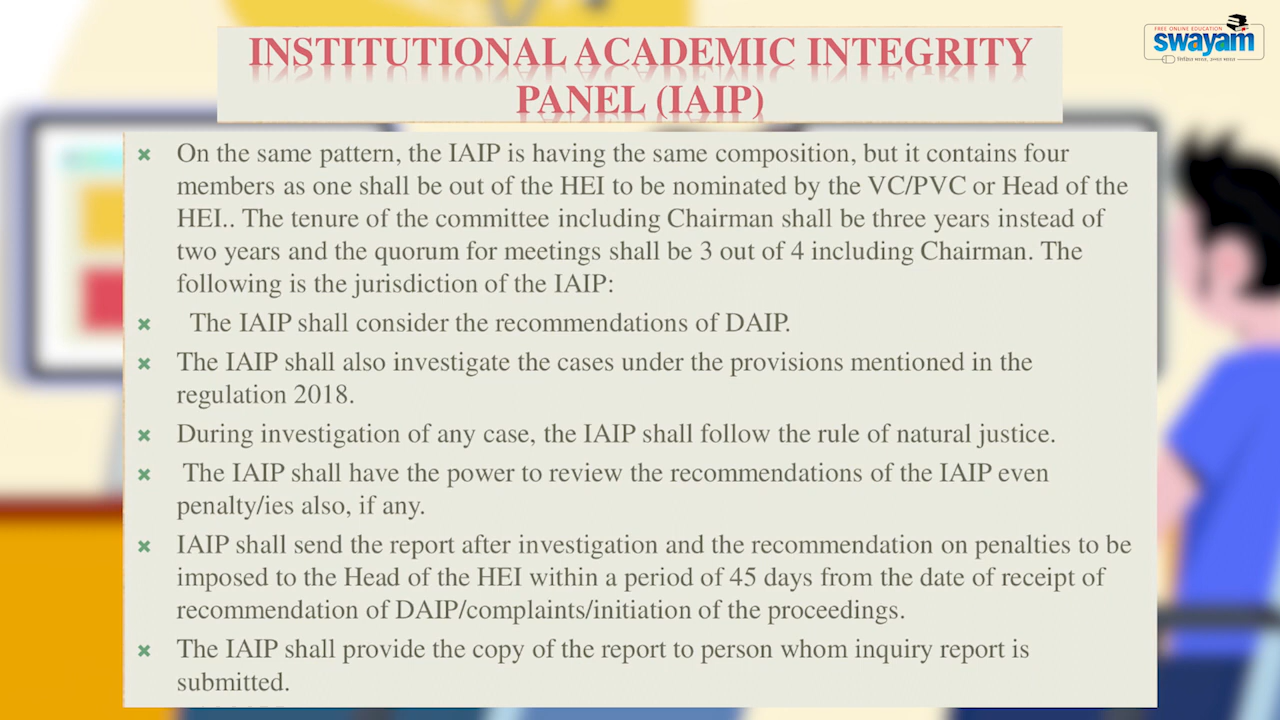 INSTITUTIONAL ACADEMIC INTEGRITY
PANEL (IAIP)
FREE ONLINE EDUCATION
swayam
शिक्षित भारत, उन्नत भारत
On the same pattern, the IAIP is having the same composition, but it contains four
members as one shall be out of the HEI to be nominated by the VC/PVC or Head of the
HEI.. The tenure of the committee including Chairman shall be three years instead of
two years and the quorum for meetings shall be 3 out of 4 including Chairman. The
following is the jurisdiction of the IAIP:
The IAIP shall consider the recommendations of DAIP.
The IAIP shall also investigate the cases under the provisions mentioned in the
regulation 2018.
During investigation of any case, the IAIP shall follow the rule of natural justice.
The IAIP shall have the power to review the recommendations of the IAIP even
penalty/ies also, if any.
IAIP shall send the report after investigation and the recommendation on penalties to be
imposed to the Head of the HEI within a period of 45 days from the date of receipt of
recommendation of DAIP/complaints/initiation of the proceedings.
The IAIP shall provide the copy of the report to person whom inquiry report is
submitted.